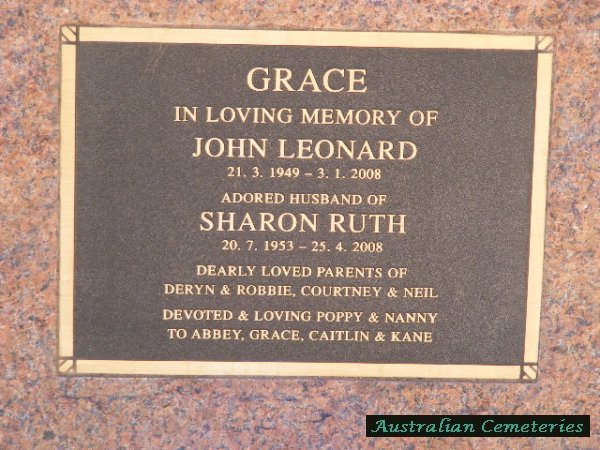 GRACE
IN LOVING MEMORY OF
JOHN LEONARD
21. 3. 1949 – 3. 1. 2008
ADORED HUSBAND OF
SHARON RUTH
20. 7. 1953 – 25. 4. 2008
DEARLY LOVED PARENTS OF
DERYN & ROBBIE, COURTNEY & NEIL
DEVOTED & LOVING POPPY & NANNY
TO ABBEY, GRACE, CAITLIN & KANE
Australian Cemeteries